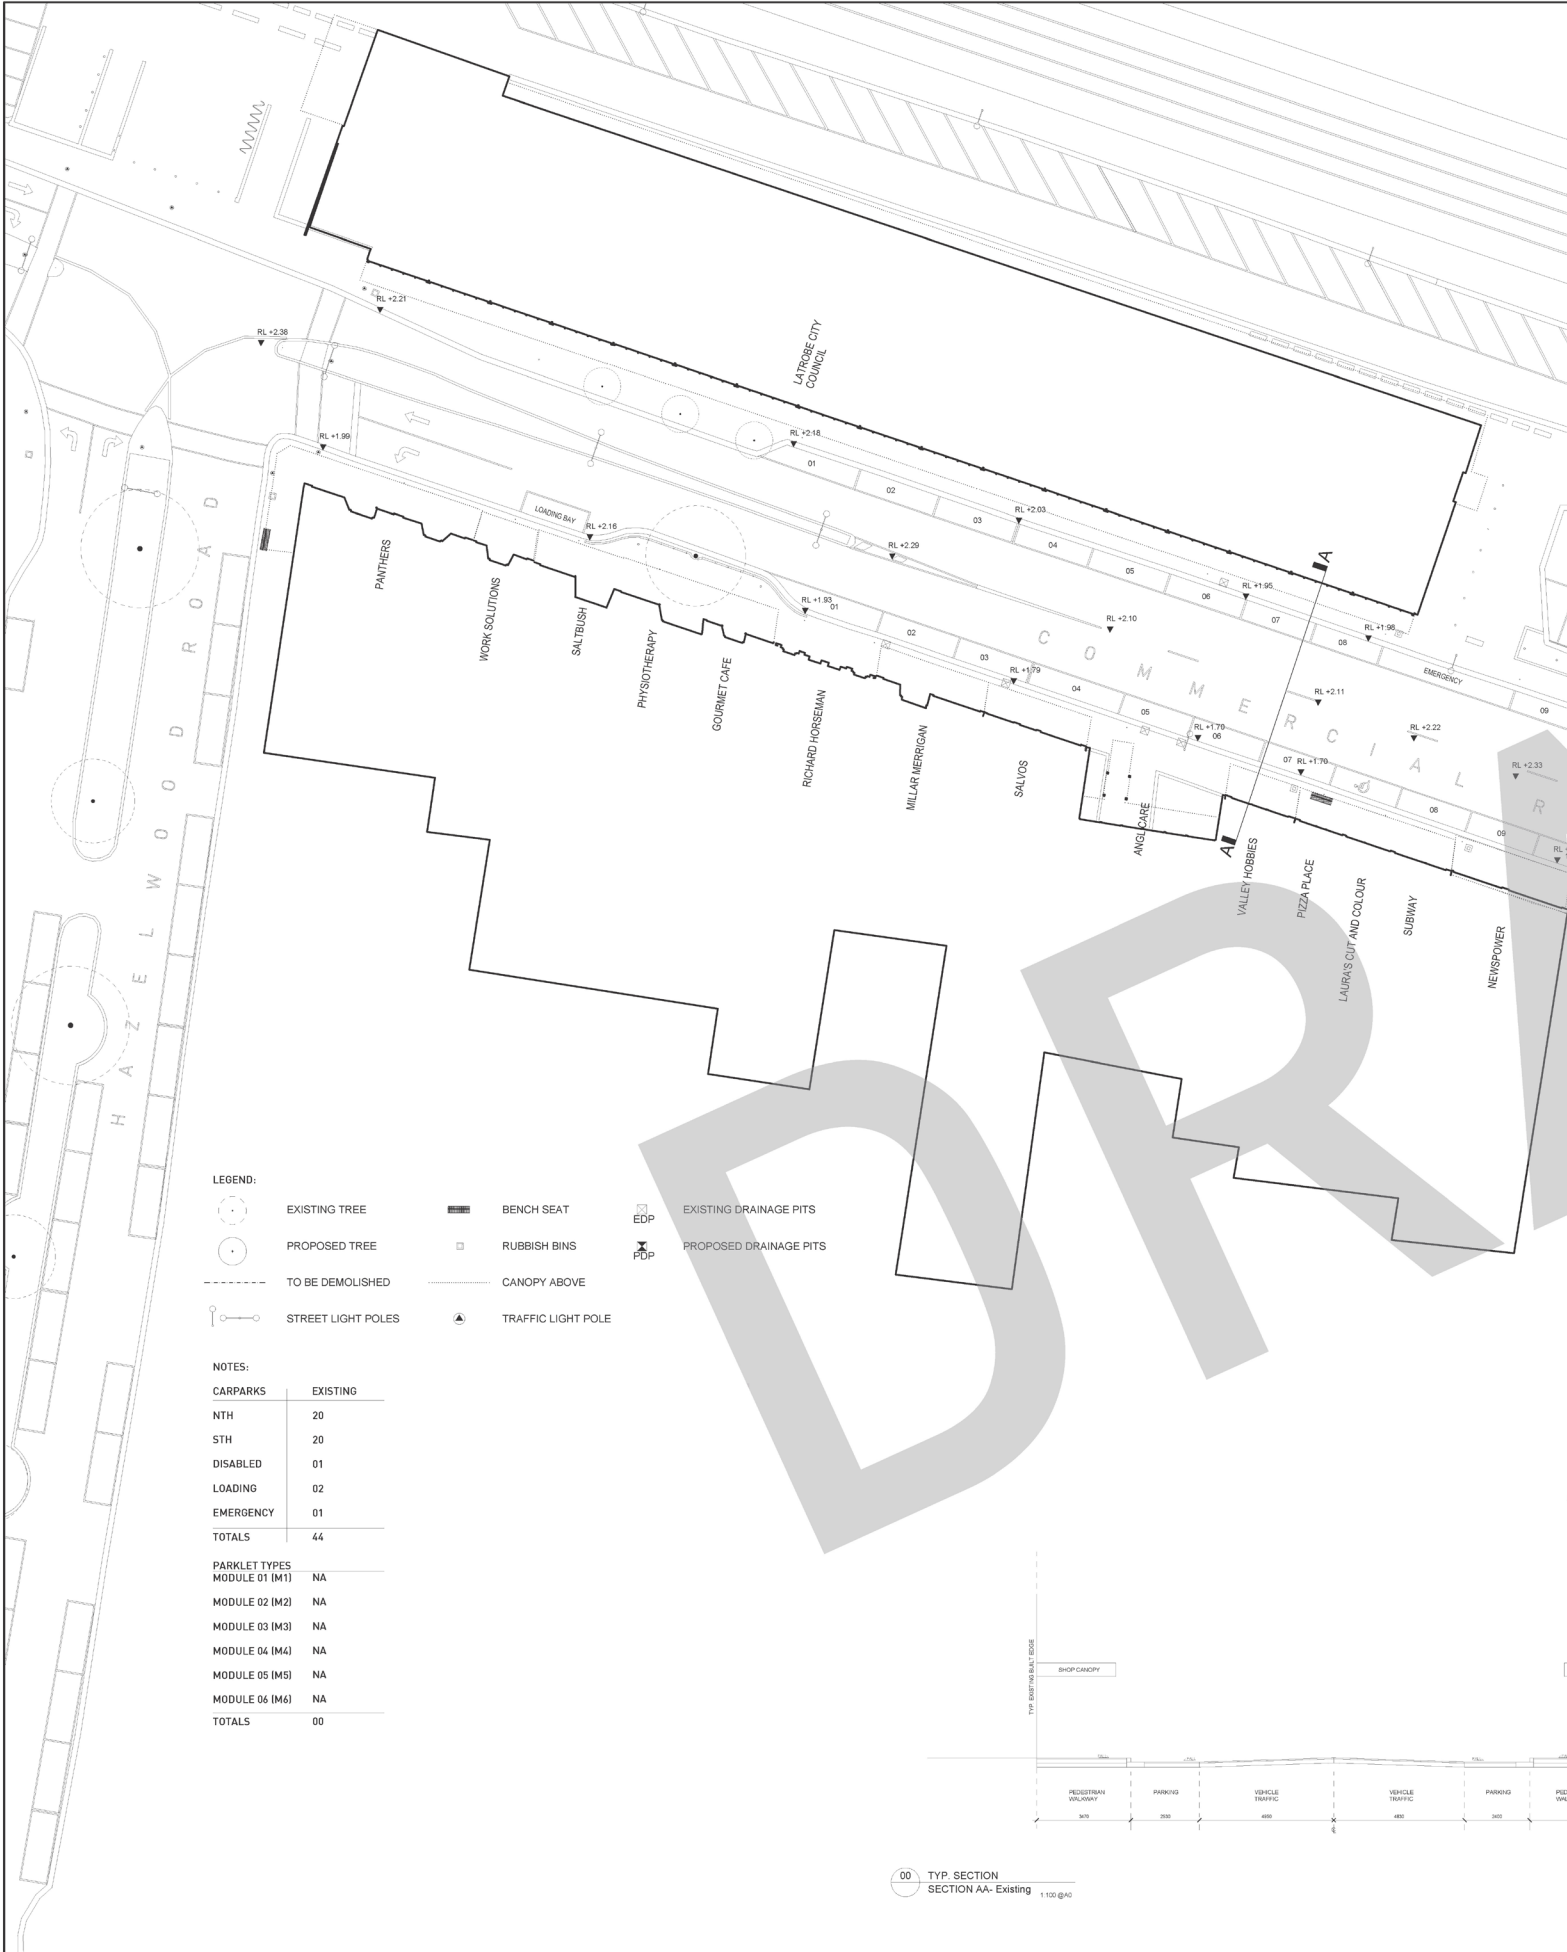 RL +2.21
RL +2.38
LATROBE CITY
COUNCIL
RL +1.99
RL +2.18
01
02
03
RL +2.03
04
05
06
RL +1.95
07
08
RL +1.98
EMERGENCY
09
LOADING BAY
RL +2.16
RL +2.29
RL +1.93
01
02
03
RL +1.79
04
05
RL +1.70
06
07
RL +1.70
08
09
RL
RL +2.10
RL +2.11
RL +2.22
RL +2.33
COMMERCIAL R
HAZELWOOD ROAD
A
A
PANTHERS
WORK SOLUTIONS
SALTBUSH
PHYSIOTHERAPY
GOURMET CAFE
RICHARD HORSEMAN
MILLAR MERRIGAN
SALVOS
ANGLICARE
VALLEY HOBBIES
PIZZA PLACE
LAURA'S CUT AND COLOUR
SUBWAY
NEWSPOWER
DR
LEGEND:
EXISTING TREE
BENCH SEAT
EDP
EXISTING DRAINAGE PITS
PROPOSED TREE
RUBBISH BINS
PDP
PROPOSED DRAINAGE PITS
TO BE DEMOLISHED
CANOPY ABOVE
STREET LIGHT POLES
TRAFFIC LIGHT POLE
NOTES:
CARPARKS EXISTING
NTH 20
STH 20
DISABLED 01
LOADING 02
EMERGENCY 01
TOTALS 44
PARKLET TYPES
MODULE 01 (M1) NA
MODULE 02 (M2) NA
MODULE 03 (M3) NA
MODULE 04 (M4) NA
MODULE 05 (M5) NA
MODULE 06 (M6) NA
TOTALS 00
TYP. EXISTING BUILT EDGE
SHOP CANOPY
PEDESTRIAN
WALKWAY
PARKING
VEHICLE
TRAFFIC
VEHICLE
TRAFFIC
PARKING
00
TYP. SECTION
SECTION AA- Existing
1:100 @A0